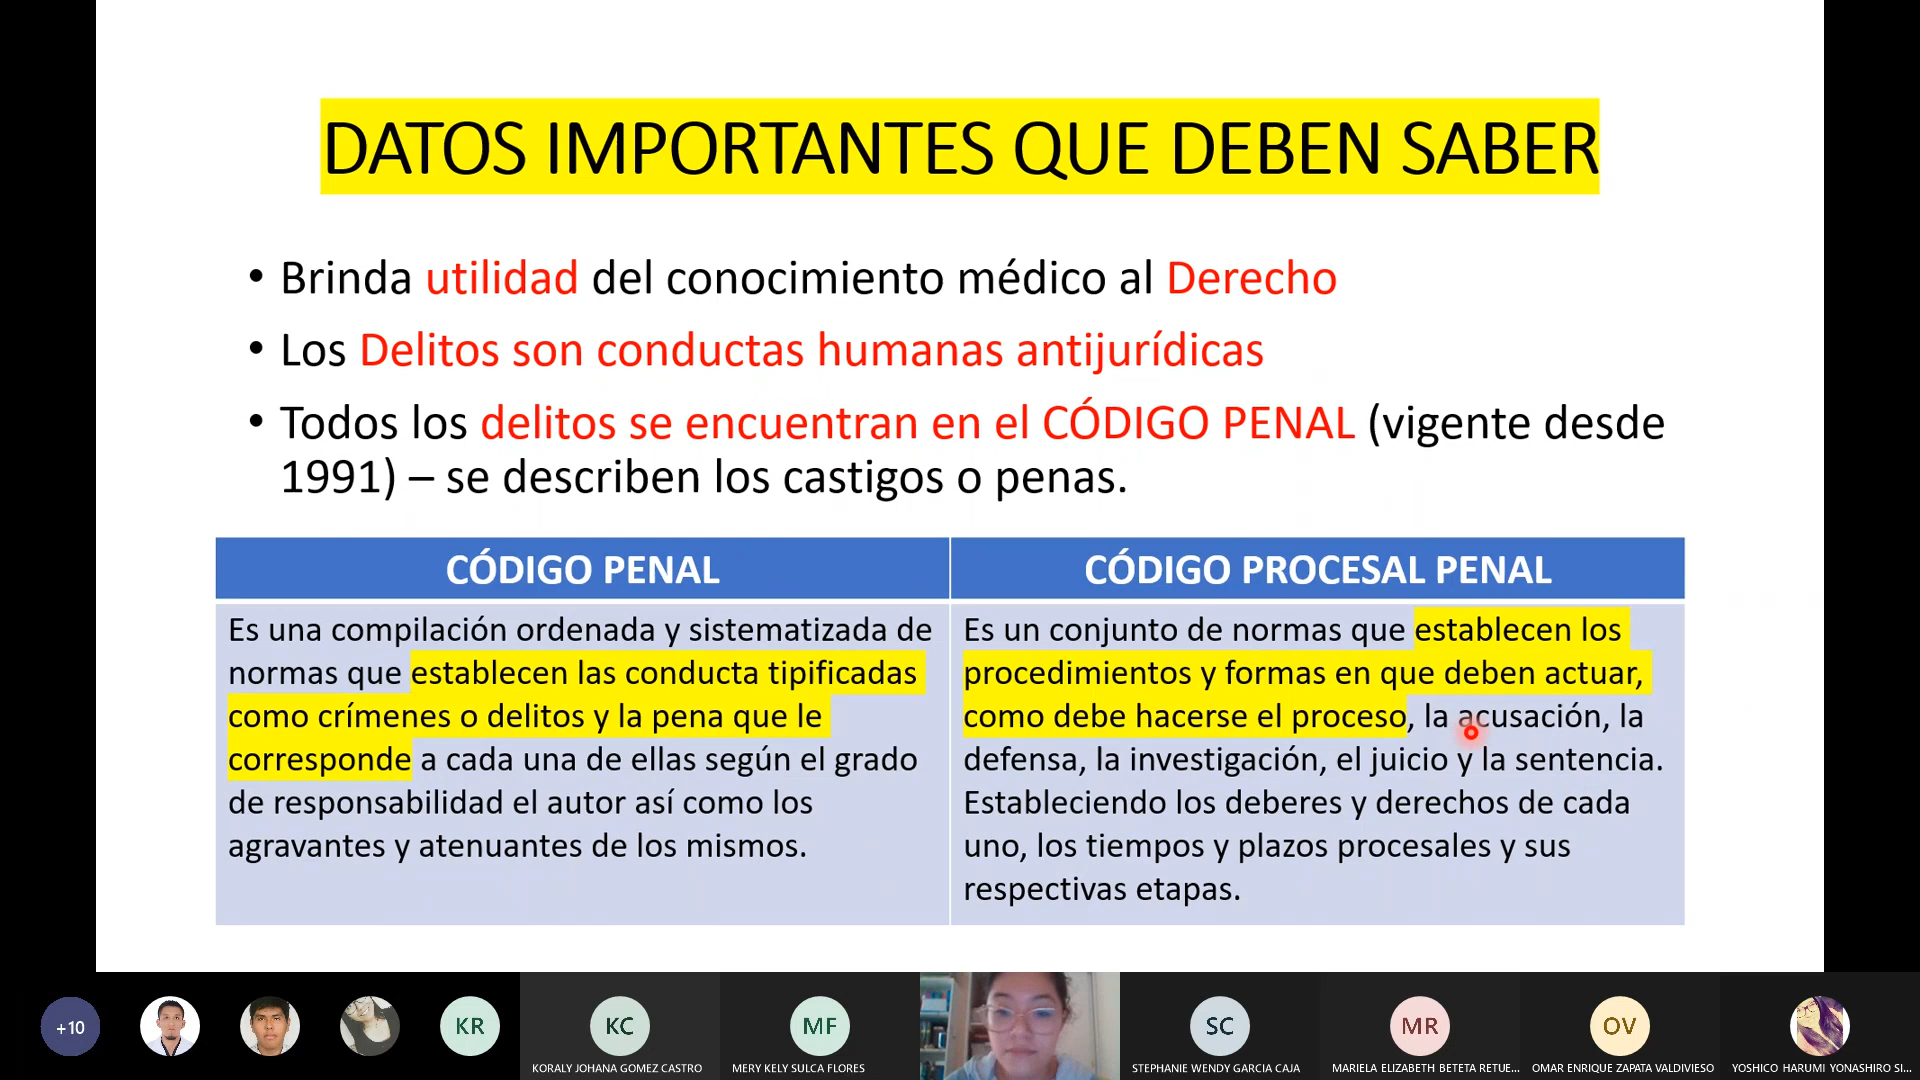 DATOS IMPORTANTES QUE DEBEN SABER
• Brinda utilidad del conocimiento médico al Derecho
• Los Delitos son conductas humanas antijurídicas
• Todos los delitos se encuentran en el CÓDIGO PENAL (vigente desde
1991) – se describen los castigos o penas.
CÓDIGO PENAL
Es una compilación ordenada y sistematizada de
normas que establecen las conducta tipificadas
como crímenes o delitos y la pena que le
corresponde a cada una de ellas según el grado
de responsabilidad el autor así como los
agravantes y atenuantes de los mismos.
CÓDIGO PROCESAL PENAL
Es un conjunto de normas que establecen los
procedimientos y formas en que deben actuar,
como debe hacerse el proceso, la acusación, la
defensa, la investigación, el juicio y la sentencia.
Estableciendo los deberes y derechos de cada
uno, los tiempos y plazos procesales y sus
respectivas etapas.
+10
KR
KC
KORALY JOHANA GOMEZ CASTRO
MF
MERY KELY SULCA FLORES
SC
STEPHANIE WENDY GARCIA CAJA
MR
MARIELA ELIZABETH BETETA RETUE...
OV
OMAR ENRIQUE ZAPATA VALDIVIESO
YOSHICO HARUMI YONASHIRO SI...